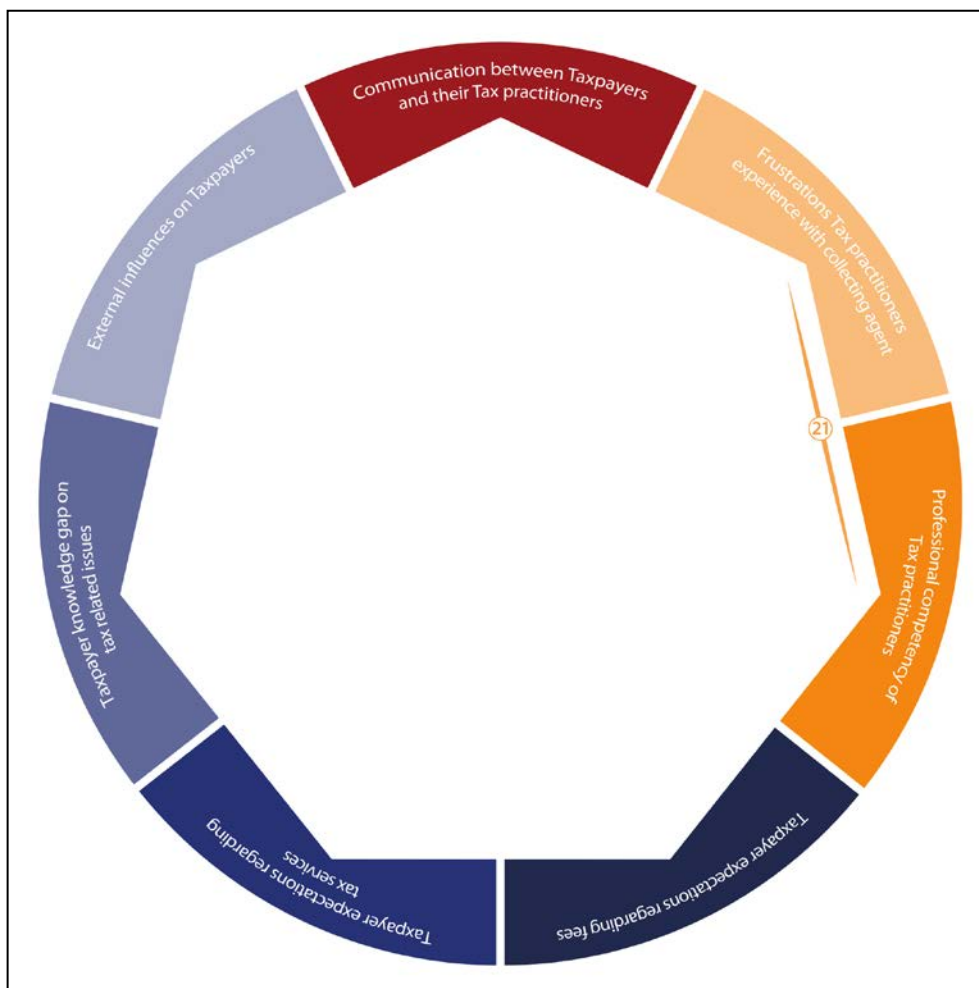 Communication between Taxpayers
and their Tax practitioners
Frustrations Tax practitioners
experience with collecting agent
21
Professional competency of
Tax practitioners
Taxpayer expectations regarding fees
Taxpayer expectations regarding
tax services
Taxpayer knowledge gap on
tax related issues
External influences on Taxpayers